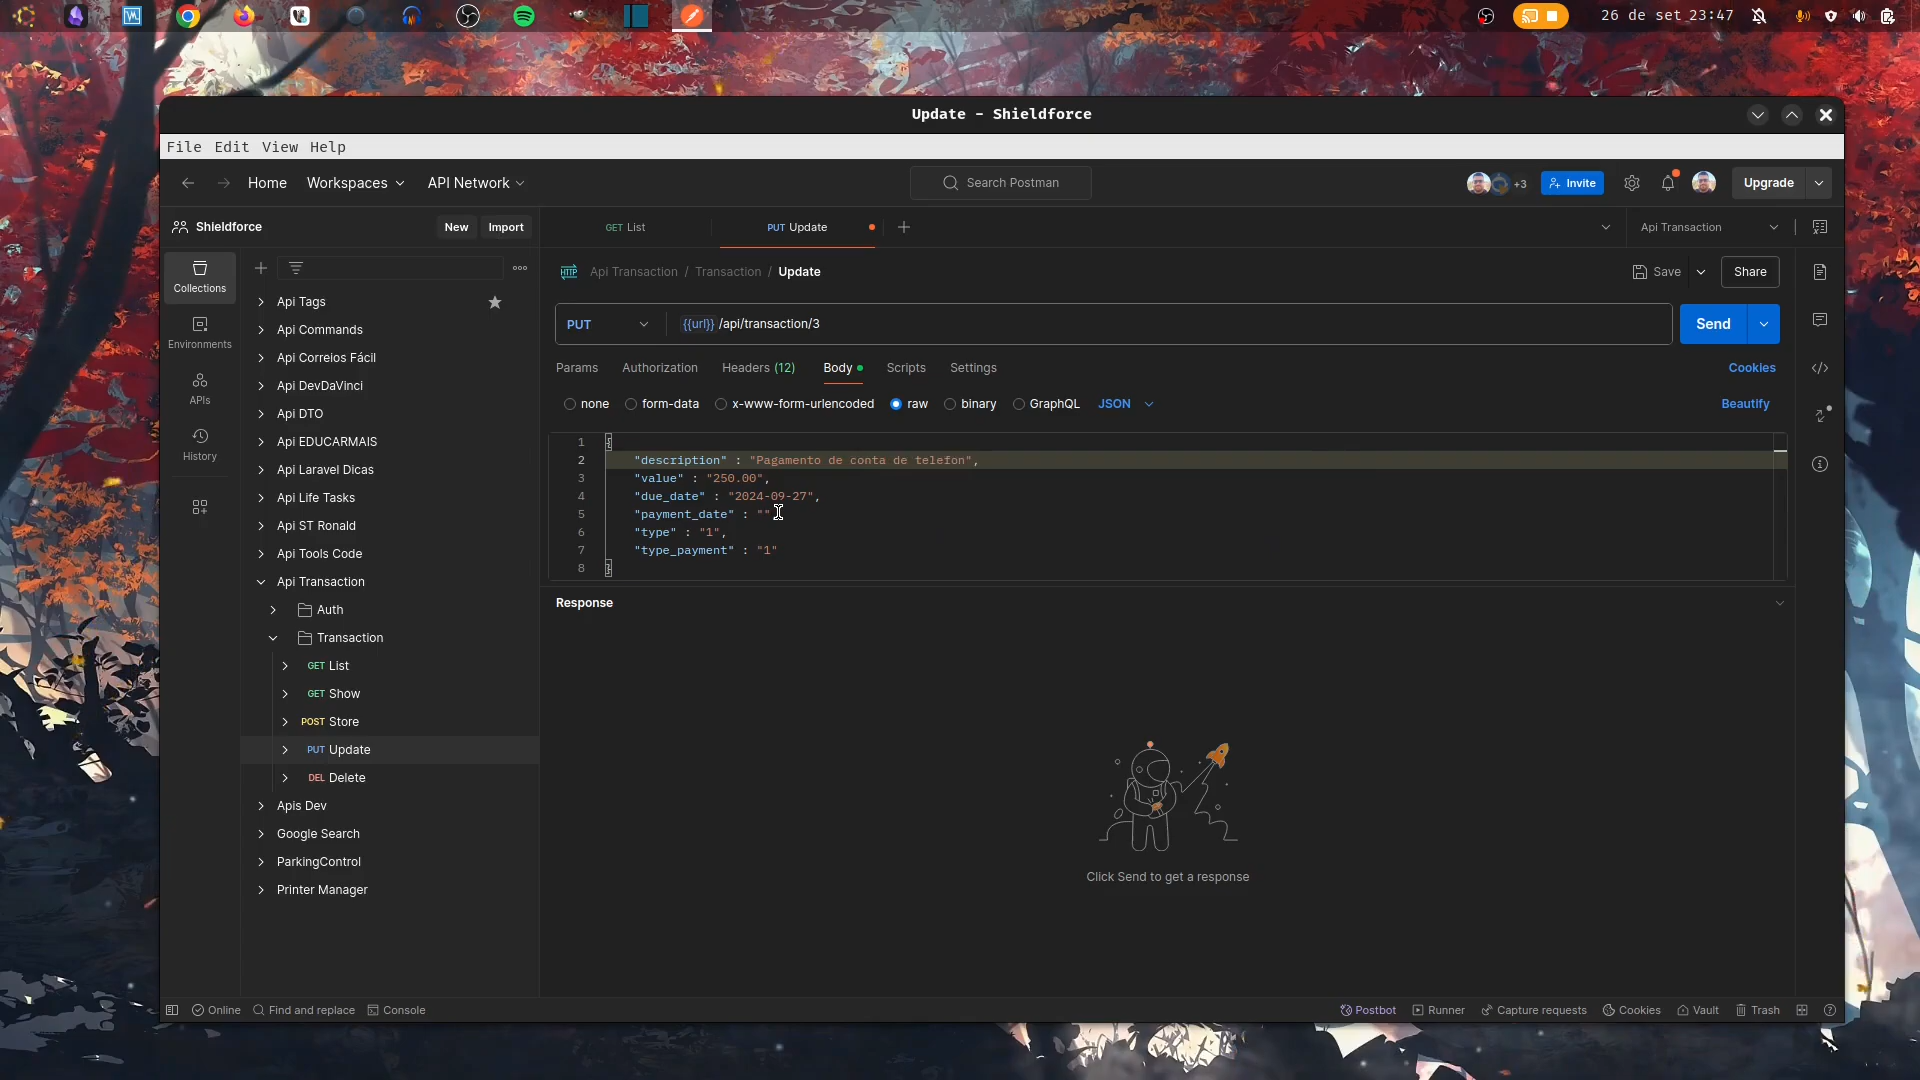 26 de set 23:47
Update - Shieldforce
File Edit View Help
Home Workspaces API Network Search Postman +3 Invite Upgrade
Shieldforce New Import GET List PUT Update Api Transaction
Collections
Environments
APIs
History
Api Tags
Api Commands
Api Correios Fácil
Api DevDaVinci
Api DTO
Api EDUCARMAIS
Api Laravel Dicas
Api Life Tasks
Api ST Ronald
Api Tools Code
Api Transaction
Auth
Transaction
GET List
GET Show
POST Store
PUT Update
DEL Delete
Apis Dev
Google Search
ParkingControl
Printer Manager
HTTP Api Transaction / Transaction / Update Save Share
PUT {{url}} /api/transaction/3 Send
Params Authorization Headers (12) Body Scripts Settings Cookies
none form-data x-www-form-urlencoded raw binary GraphQL JSON Beautify
1 {
2 "description" : "Pagamento de conta de telefon",
3 "value" : "250.00",
4 "due_date" : "2024-09-27",
5 "payment_date" : ""
6 "type" : "1",
7 "type_payment" : "1"
8 }
Response
Click Send to get a response
Online Find and replace Console Postbot Runner Capture requests Cookies Vault Trash